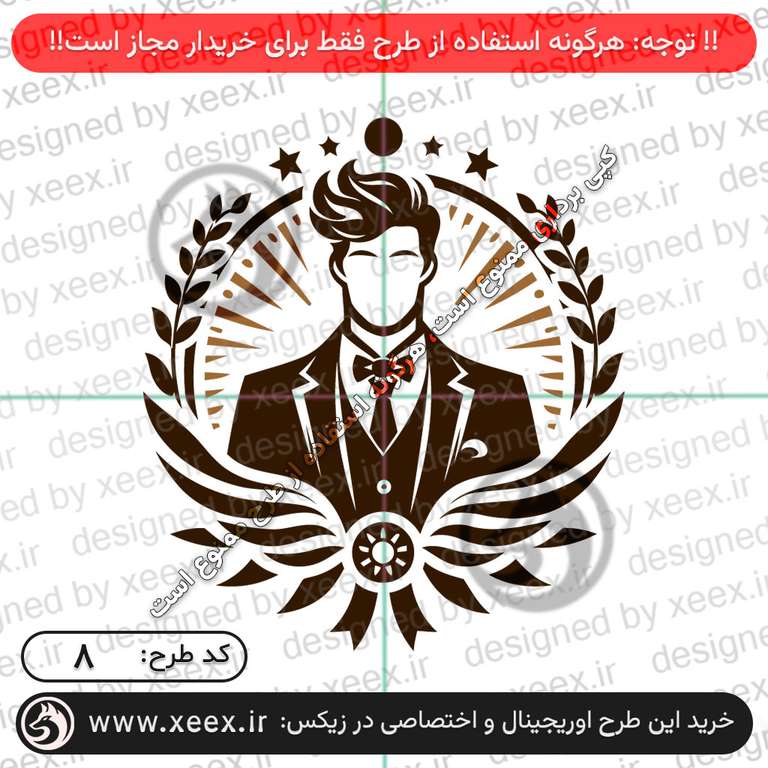 !! توجه: هرگونه استفاده از طرح فقط برای خریدار مجاز است!!
designed by xeex.ir
کپی برداری ممنوع است، هرگونه استفاده از طرح ممنوع است
کد طرح: ۸
خرید این طرح اوریجینال و اختصاصی در زیکس: www.xeex.ir